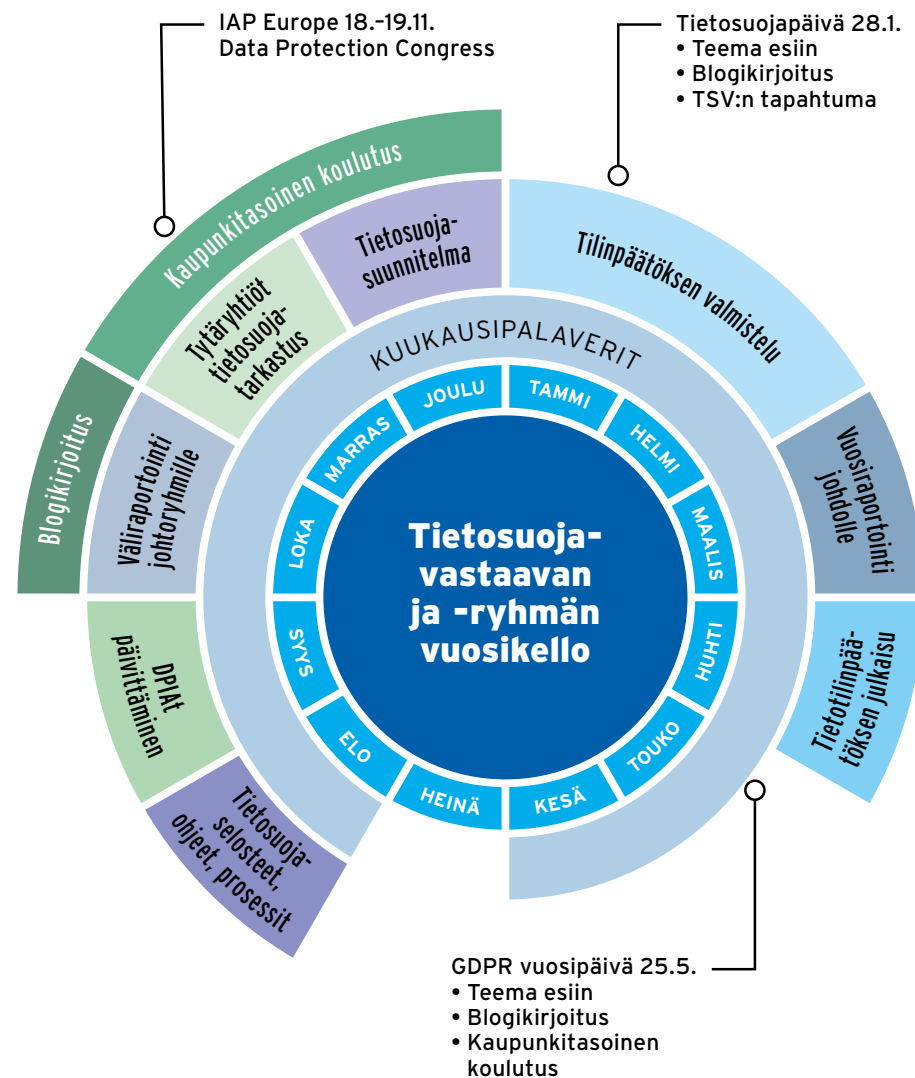 IAP Europe 18.–19.11.
Data Protection Congress
Tietosuojapäivä 28.1.
• Teema esiin
• Blogikirjoitus
• TSV:n tapahtuma
Kaupunkitasoinen koulutus
Blogikirjoitus
Tietosuoja-
suunnitelma
Tytäryhtiöt
tietosuoja-
tarkastus
Väliraportointi
johtoryhmille
DPIAt
päivittäminen
Tietosuoja-
selosteet,
ohjeet, prosessit
Tilinpäätöksen valmistelu
Vuosiraportointi
johdolle
Tietotilinpää-
töksen julkaisu
KUUKAUSIPALAVERIT
TAMMI
HELMI
MAALIS
HUHTI
TOUKO
KESÄ
HEINÄ
ELO
SYYS
LOKA
MARRAS
JOULU
Tietosuoja-
vastaavan
ja -ryhmän
vuosikello
GDPR vuosipäivä 25.5.
• Teema esiin
• Blogikirjoitus
• Kaupunkitasoinen
koulutus